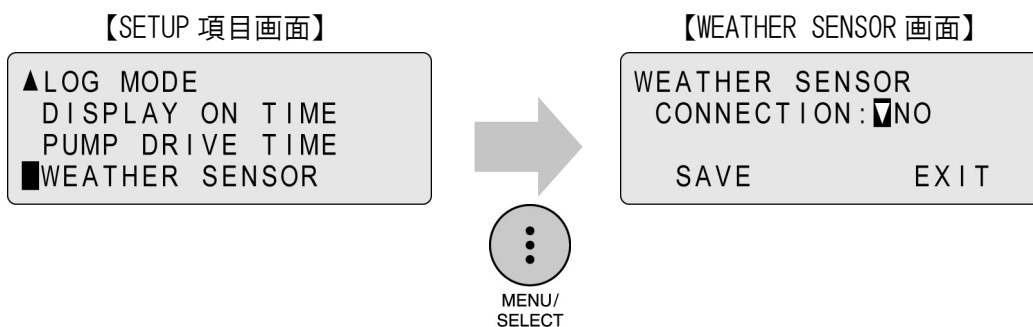 【SETUP 項目画面】
▲LOG MODE
DISPLAY ON TIME
PUMP DRIVE TIME
■WEATHER SENSOR
MENU/
SELECT
【WEATHER SENSOR 画面】
WEATHER SENSOR
CONNECTION:▽NO
SAVE EXIT